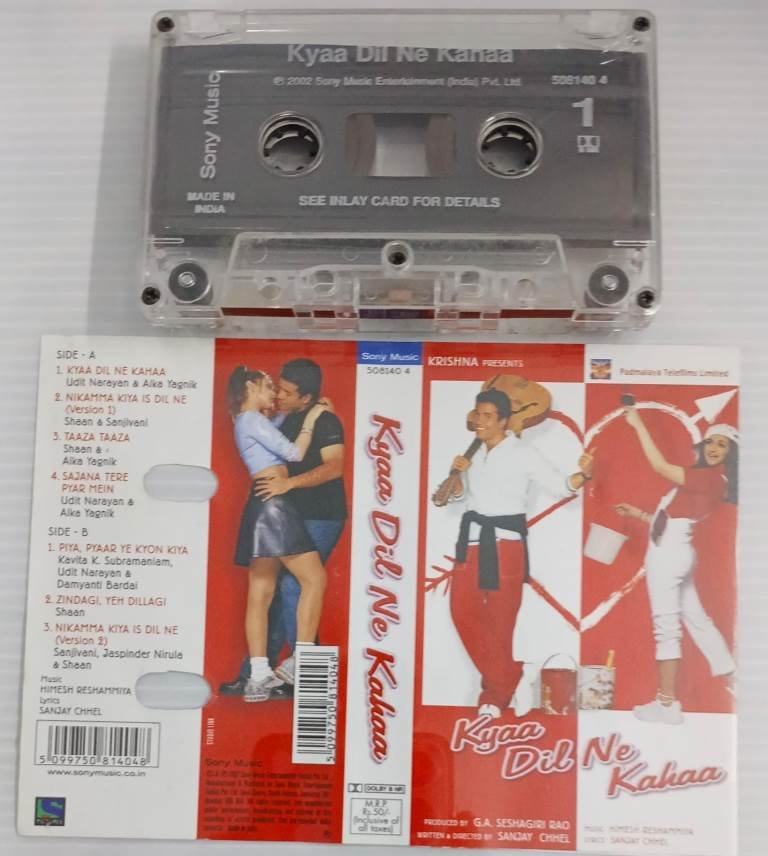 Kyaa Dil Ne Kahaa
℗ 2002 Sony Music Entertainment (India) Pvt. Ltd.
508140 4
Sony Music
1
MADE IN
INDIA
SEE INLAY CARD FOR DETAILS
SIDE - A
1. KYAA DIL NE KAHAA
Udit Narayan & Alka Yagnik
2. NIKAMMA KIYA IS DIL NE
(Version 1)
Shaan & Sanjivani
3. TAAZA TAAZA
Shaan &
Alka Yagnik
4. SAJANA TERE
PYAR MEIN
Udit Narayan &
Alka Yagnik
SIDE - B
1. PIYA, PYAAR YE KYON KIYA
Kavita K. Subramaniam,
Udit Narayan &
Damyanti Bardai
2. ZINDAGI, YEH DILLAGI
Shaan
3. NIKAMMA KIYA IS DIL NE
(Version 2)
Sanjivani, Jaspinder Nirula
& Shaan
Music
HIMESH RESHAMMIYA
Lyrics
SANJAY CHHEL
5 099750 814048
www.sonymusic.co.in
5 099750 814048
Sony Music
Sony Music
508140 4
Kyaa Dil Ne Kahaa
DOLBY B NR
M.R.P.
Rs.50/-
(Inclusive of
all taxes)
KRISHNA PRESENTS
Padmalaya Telefilms Limited
Kyaa
Dil Ne
Kahaa
PRODUCED BY G.A. SESHAGIRI RAO
WRITTEN & DIRECTED BY SANJAY CHHEL
MUSIC HIMESH RESHAMMIYA
LYRICS SANJAY CHHEL